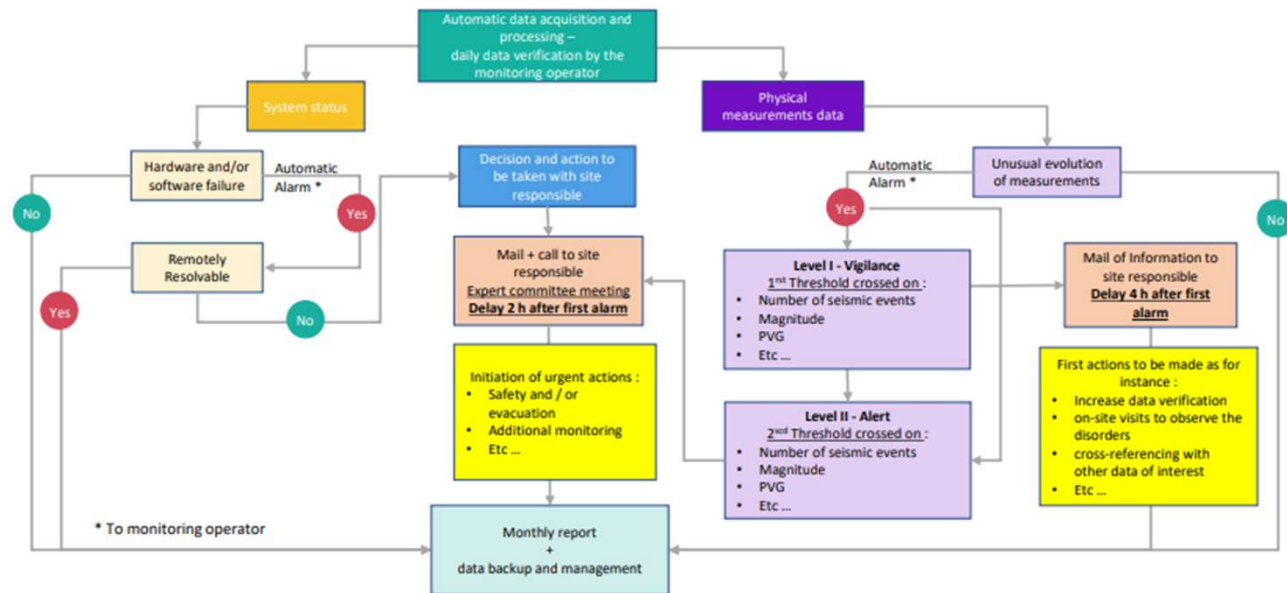 Automatic data acquisition and
processing –
daily data verification by the
monitoring operator
System status
Physical
measurements data
Hardware and/or
software failure
Automatic
Alarm *
No
Yes
Remotely
Resolvable
Yes
No
Decision and action to
be taken with site
responsible
Mail + call to site
responsible
Expert committee meeting
Delay 2 h after first alarm
Initiation of urgent actions :
• Safety and / or
evacuation
• Additional monitoring
• Etc ...
Automatic
Alarm *
Unusual evolution
of measurements
Yes
No
Level I - Vigilance
1rst Threshold crossed on :
• Number of seismic events
• Magnitude
• PVG
• Etc ...
Level II - Alert
2scd Threshold crossed on :
• Number of seismic events
• Magnitude
• PVG
• Etc ...
Mail of Information to
site responsible
Delay 4 h after first
alarm
First actions to be made as for
instance :
• Increase data verification
• on-site visits to observe the
disorders
• cross-referencing with
other data of interest
• Etc ...
* To monitoring operator
Monthly report
+
data backup and management